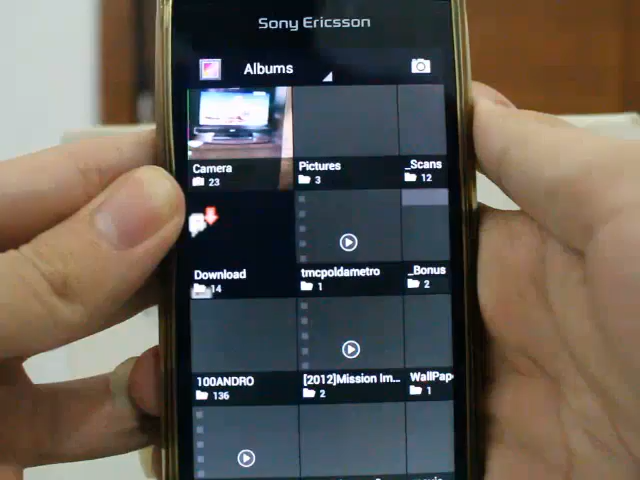 Sony Ericsson
Albums
Camera
23
Pictures
3
_Scans
12
Download
14
tmcpoldametro
1
_Bonus
2
100ANDRO
136
[2012]Mission Im...
2
WallPap
1